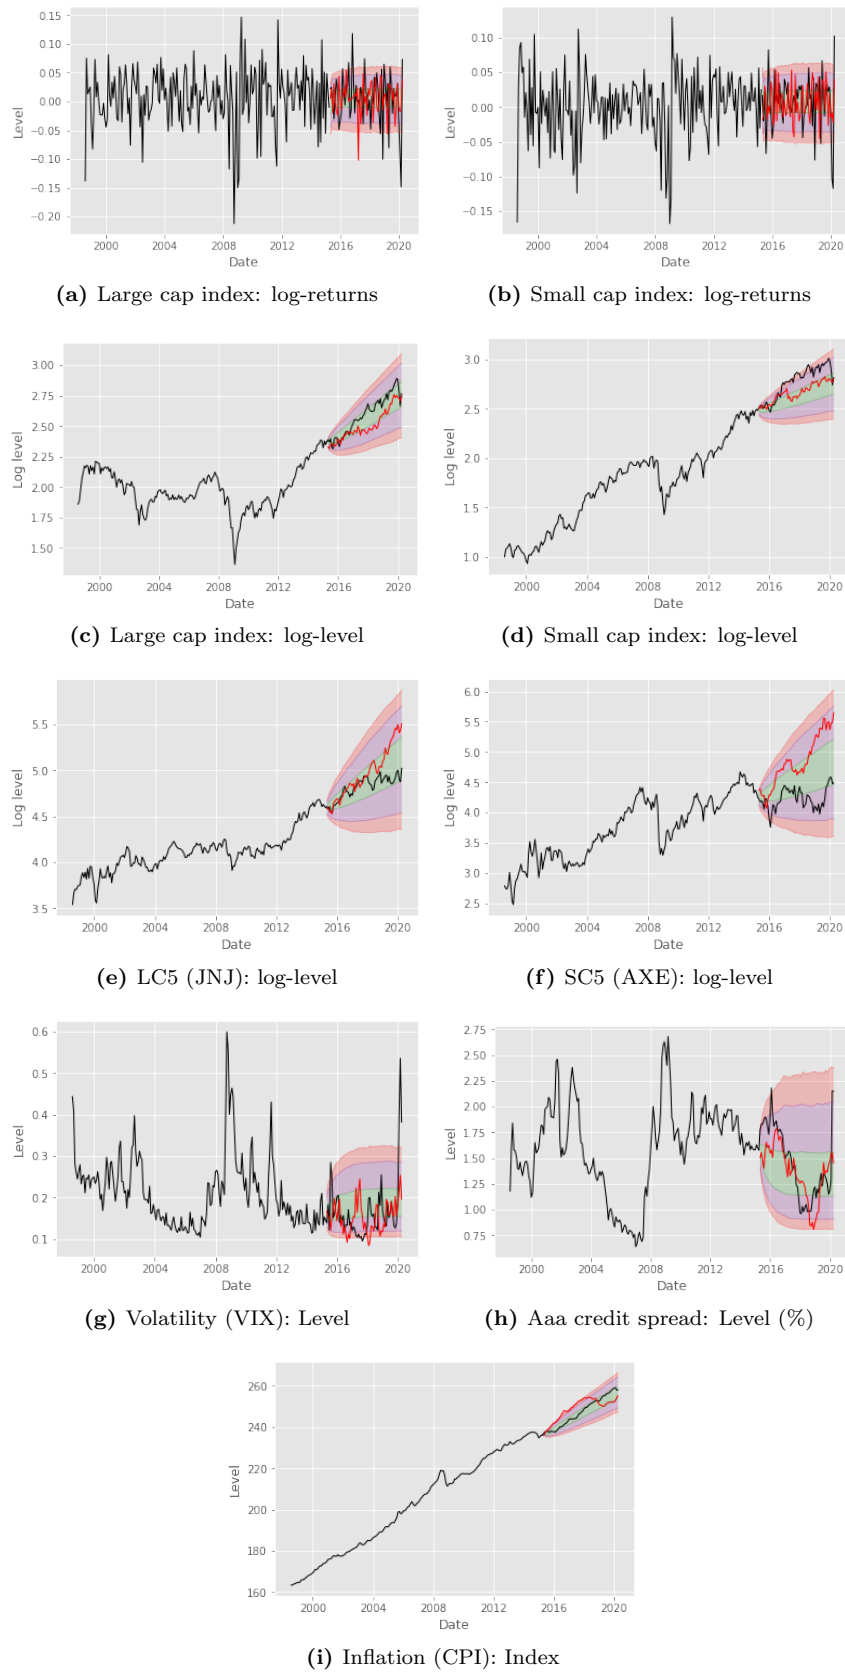 0.15
0.10
0.05
0.00
−0.05
−0.10
−0.15
−0.20
Level
2000 2004 2008 2012 2016 2020
Date
(a) Large cap index: log-returns
0.10
0.05
0.00
−0.05
−0.10
−0.15
Level
2000 2004 2008 2012 2016 2020
Date
(b) Small cap index: log-returns
3.00
2.75
2.50
2.25
2.00
1.75
1.50
Log level
2000 2004 2008 2012 2016 2020
Date
(c) Large cap index: log-level
3.0
2.5
2.0
1.5
1.0
Log level
2000 2004 2008 2012 2016 2020
Date
(d) Small cap index: log-level
5.5
5.0
4.5
4.0
3.5
Log level
2000 2004 2008 2012 2016 2020
Date
(e) LC5 (JNJ): log-level
6.0
5.5
5.0
4.5
4.0
3.5
3.0
2.5
Log level
2000 2004 2008 2012 2016 2020
Date
(f) SC5 (AXE): log-level
0.6
0.5
0.4
0.3
0.2
0.1
Level
2000 2004 2008 2012 2016 2020
Date
(g) Volatility (VIX): Level
2.75
2.50
2.25
2.00
1.75
1.50
1.25
1.00
0.75
Level
2000 2004 2008 2012 2016 2020
Date
(h) Aaa credit spread: Level (%)
260
240
220
200
180
160
Level
2000 2004 2008 2012 2016 2020
Date
(i) Inflation (CPI): Index